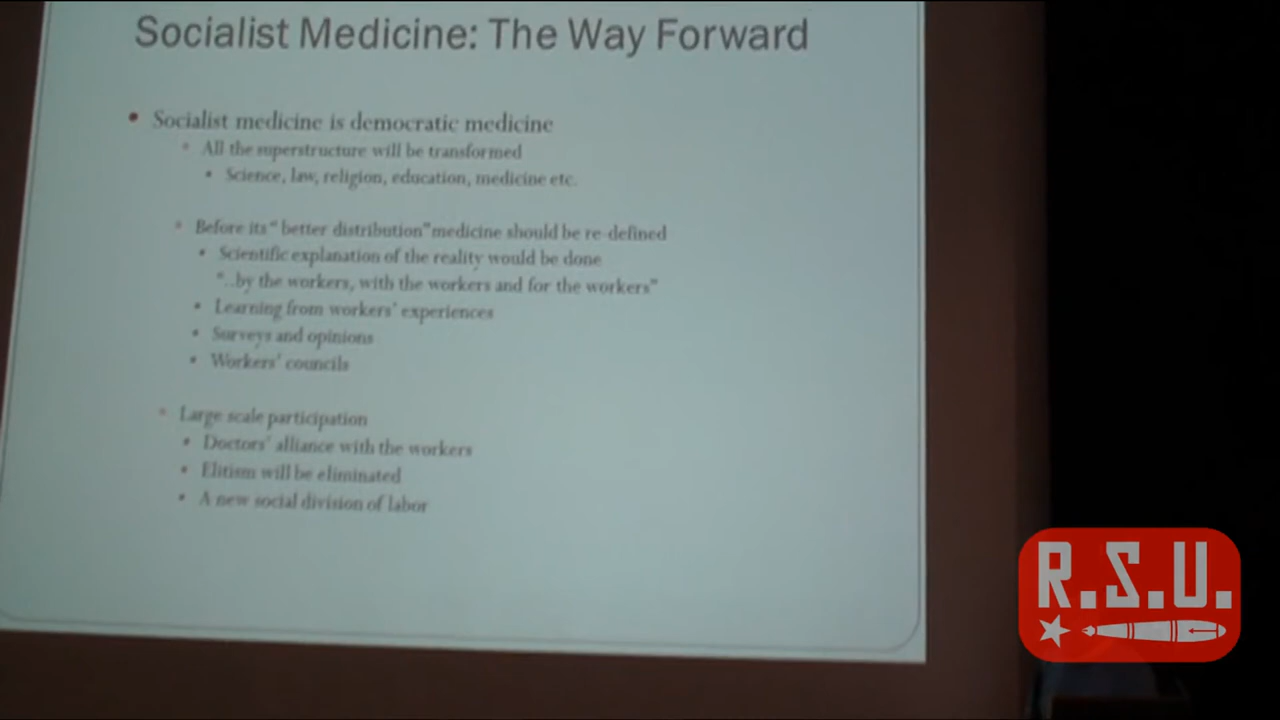 Socialist Medicine: The Way Forward
• Socialist medicine is democratic medicine
• All the superstructure will be transformed
• Science, law, religion, education, medicine etc.
• Before its “ better distribution” medicine should be re-defined
• Scientific explanation of the reality would be done
“..by the workers, with the workers and for the workers”
• Learning from workers’ experiences
• Surveys and opinions
• Workers’ councils
• Large scale participation
• Doctors’ alliance with the workers
• Elitism will be eliminated
• A new social division of labor
R.S.U.